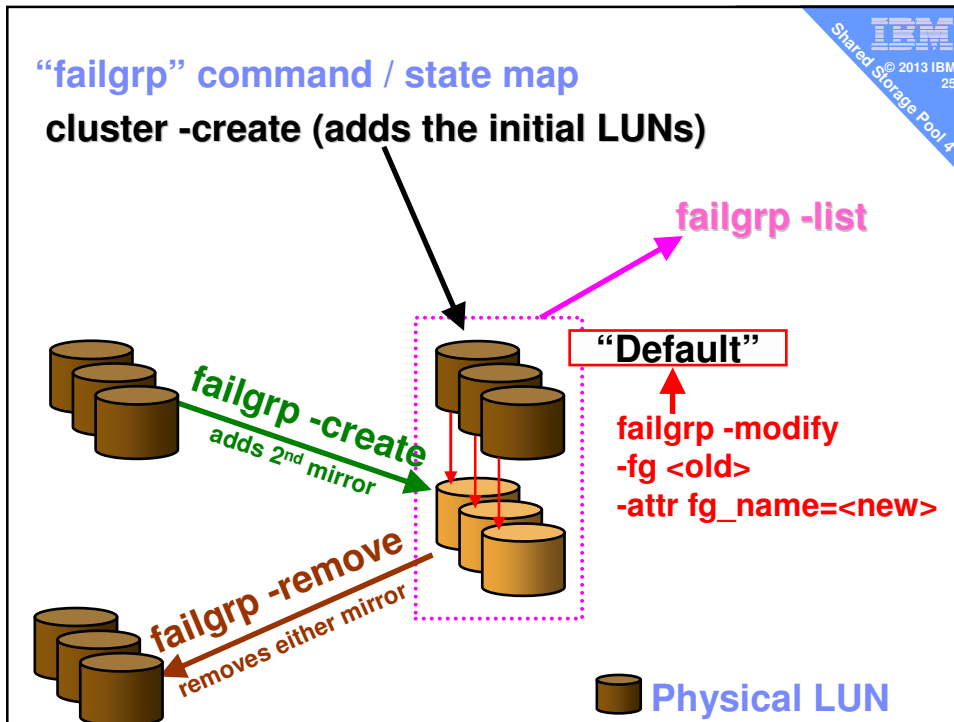 “failgrp” command / state map
cluster -create (adds the initial LUNs)
IBM
© 2013 IBM
25
Shared Storage Pool 4
failgrp -list
“Default”
failgrp -create
adds 2nd mirror
failgrp -modify
-fg <old>
-attr fg_name=<new>
failgrp -remove
removes either mirror
Physical LUN